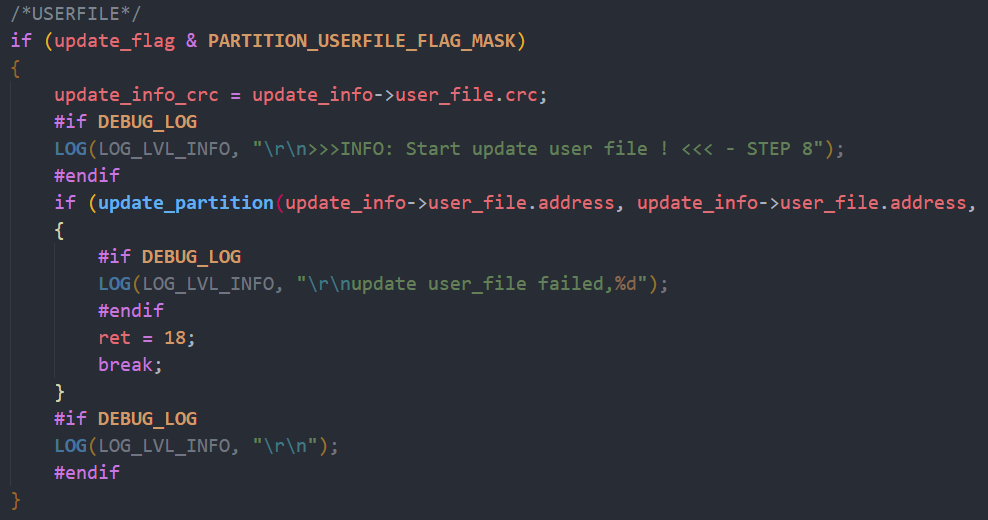 /*USERFILE*/
if (update_flag & PARTITION_USERFILE_FLAG_MASK)
{
    update_info_crc = update_info->user_file.crc;
    #if DEBUG_LOG
    LOG(LOG_LVL_INFO, "\r\n>>>INFO: Start update user file ! <<< - STEP 8");
    #endif
    if (update_partition(update_info->user_file.address, update_info->user_file.address,
    {
        #if DEBUG_LOG
        LOG(LOG_LVL_INFO, "\r\nupdate user_file failed,%d");
        #endif
        ret = 18;
        break;
    }
    #if DEBUG_LOG
    LOG(LOG_LVL_INFO, "\r\n");
    #endif
}